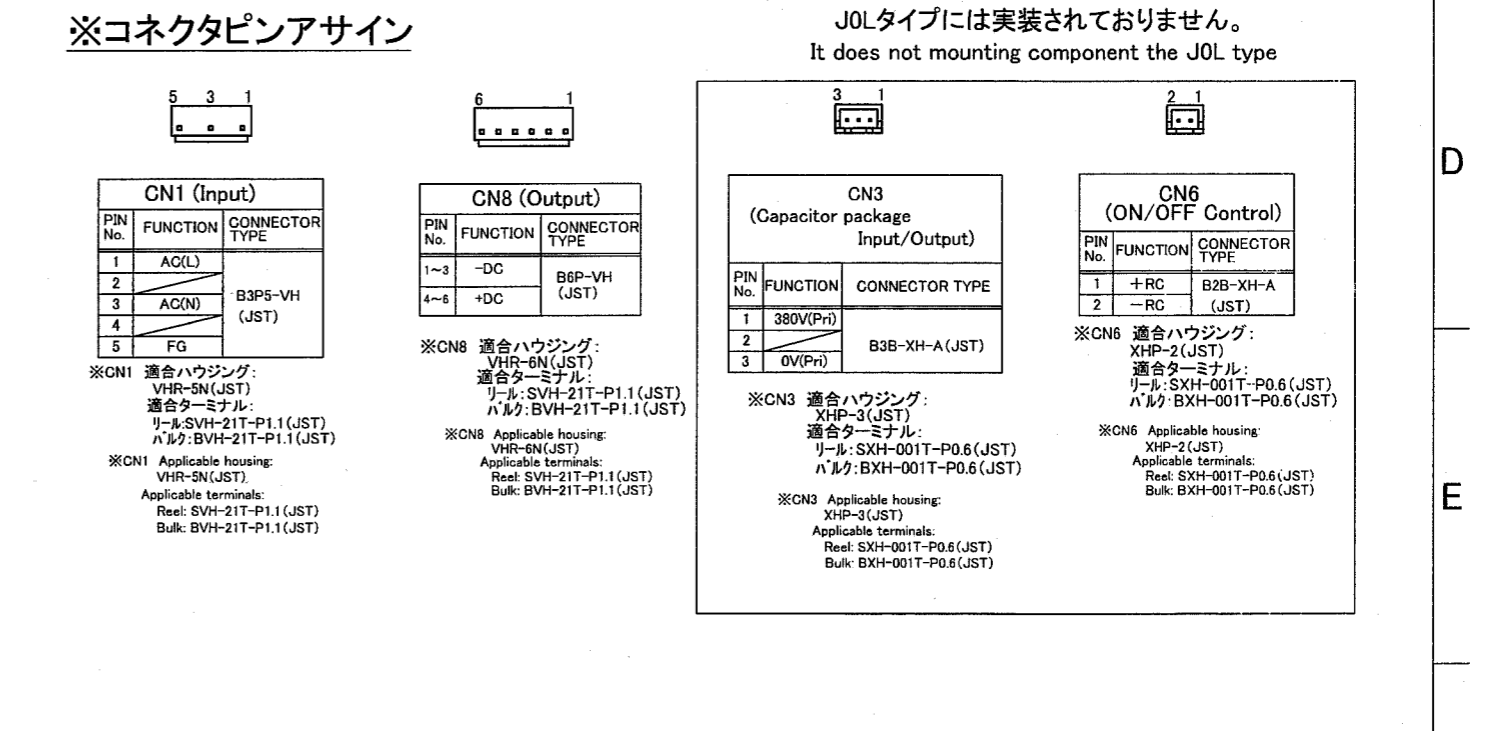 ※コネクタピンアサイン
J0Lタイプには実装されておりません。
It does not mounting component the J0L type
5 3 1
6 1
3 1
2 1
CN1 (Input)
PIN No. FUNCTION CONNECTOR TYPE
1 AC(L)
2
3 AC(N)
4
5 FG
B3P5-VH
(JST)
※CN1 適合ハウジング:
VHR-5N(JST)
適合ターミナル:
リール:SVH-21T-P1.1(JST)
バルク:BVH-21T-P1.1(JST)
※CN1 Applicable housing:
VHR-5N(JST)
Applicable terminals:
Reel: SVH-21T-P1.1(JST)
Bulk: BVH-21T-P1.1(JST)
CN8 (Output)
PIN No. FUNCTION CONNECTOR TYPE
1~3 -DC
4~6 +DC
B6P-VH
(JST)
※CN8 適合ハウジング:
VHR-6N(JST)
適合ターミナル:
リール:SVH-21T-P1.1(JST)
バルク:BVH-21T-P1.1(JST)
※CN8 Applicable housing:
VHR-6N(JST)
Applicable terminals:
Reel: SVH-21T-P1.1(JST)
Bulk: BVH-21T-P1.1(JST)
CN3
(Capacitor package
Input/Output)
PIN No. FUNCTION CONNECTOR TYPE
1 380V(Pri)
2
3 0V(Pri)
B3B-XH-A(JST)
※CN3 適合ハウジング:
XHP-3(JST)
適合ターミナル:
リール:SXH-001T-P0.6(JST)
バルク:BXH-001T-P0.6(JST)
※CN3 Applicable housing:
XHP-3(JST)
Applicable terminals:
Reel: SXH-001T-P0.6(JST)
Bulk: BXH-001T-P0.6(JST)
CN6
(ON/OFF Control)
PIN No. FUNCTION CONNECTOR TYPE
1 +RC B2B-XH-A
2 -RC (JST)
※CN6 適合ハウジング:
XHP-2(JST)
適合ターミナル:
リール:SXH-001T-P0.6(JST)
バルク:BXH-001T-P0.6(JST)
※CN6 Applicable housing:
XHP-2(JST)
Applicable terminals:
Reel: SXH-001T-P0.6(JST)
Bulk: BXH-001T-P0.6(JST)
D
E